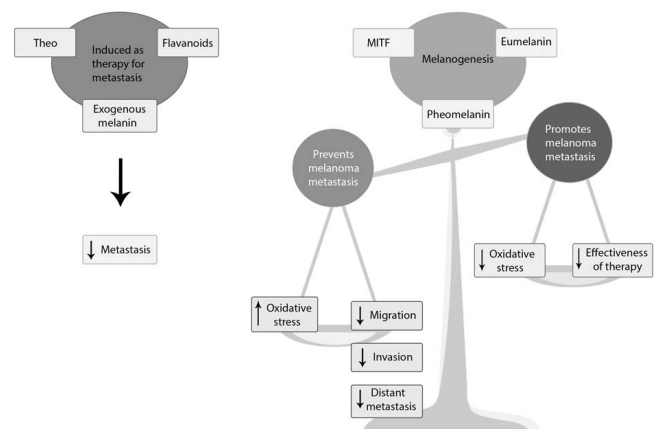 Theo
Flavanoids
Induced as
therapy for
metastasis
Exogenous
melanin
Metastasis
MITF
Eumelanin
Melanogenesis
Pheomelanin
Prevents
melanoma
metastasis
Promotes
melanoma
metastasis
Oxidative
stress
Migration
Invasion
Distant
metastasis
Oxidative
stress
Effectiveness
of therapy